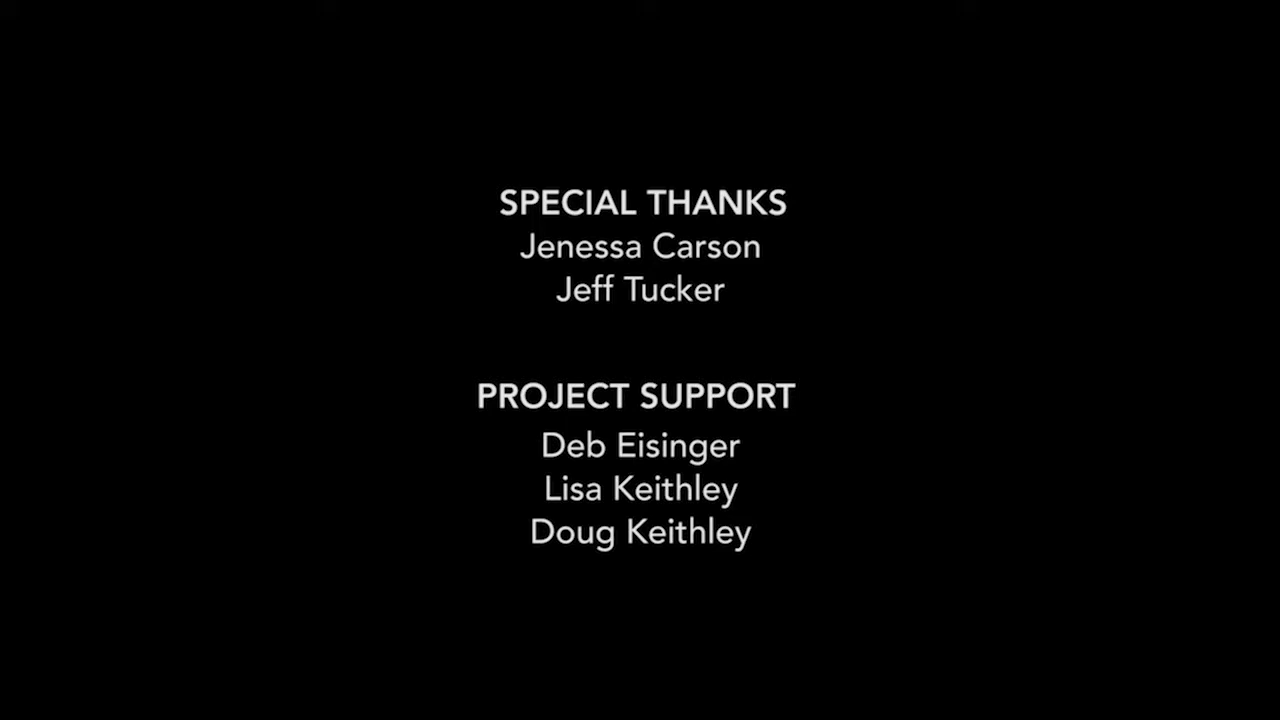 SPECIAL THANKS
Jenessa Carson
Jeff Tucker
PROJECT SUPPORT
Deb Eisinger
Lisa Keithley
Doug Keithley